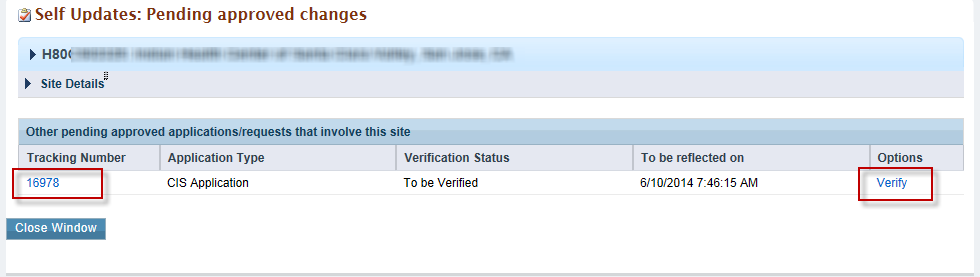 Self Updates: Pending approved changes
H80
Site Details
Other pending approved applications/requests that involve this site
Tracking Number Application Type Verification Status To be reflected on Options
16978 CIS Application To be Verified 6/10/2014 7:46:15 AM Verify
Close Window